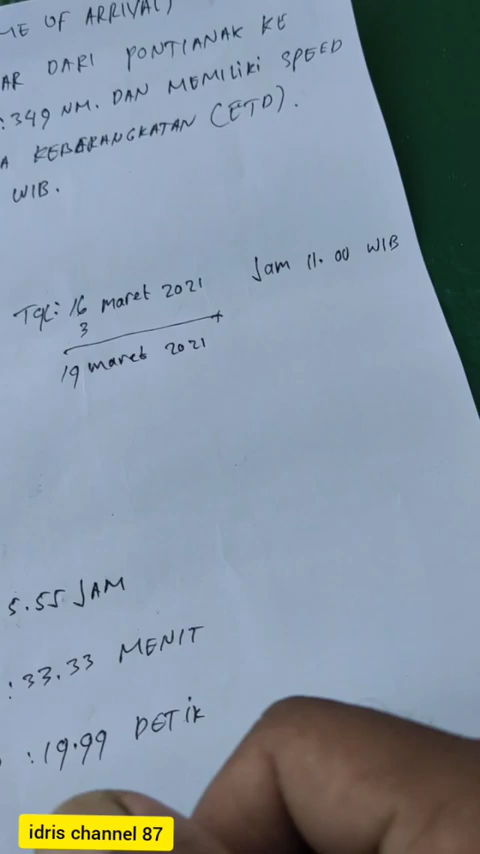 ME OF ARRIVAL)
AR DARI PONTIANAK KE
: 349 NM. DAN MEMILIKI SPEED
A KEBERANGKATAN (ETD).
WIB.
Tgl: 16 maret 2021 Jam 11.00 WIB
3
+
19 maret 2021
5.55 JAM
: 33.33 MENIT
: 19.99 DETIK
idris channel 87